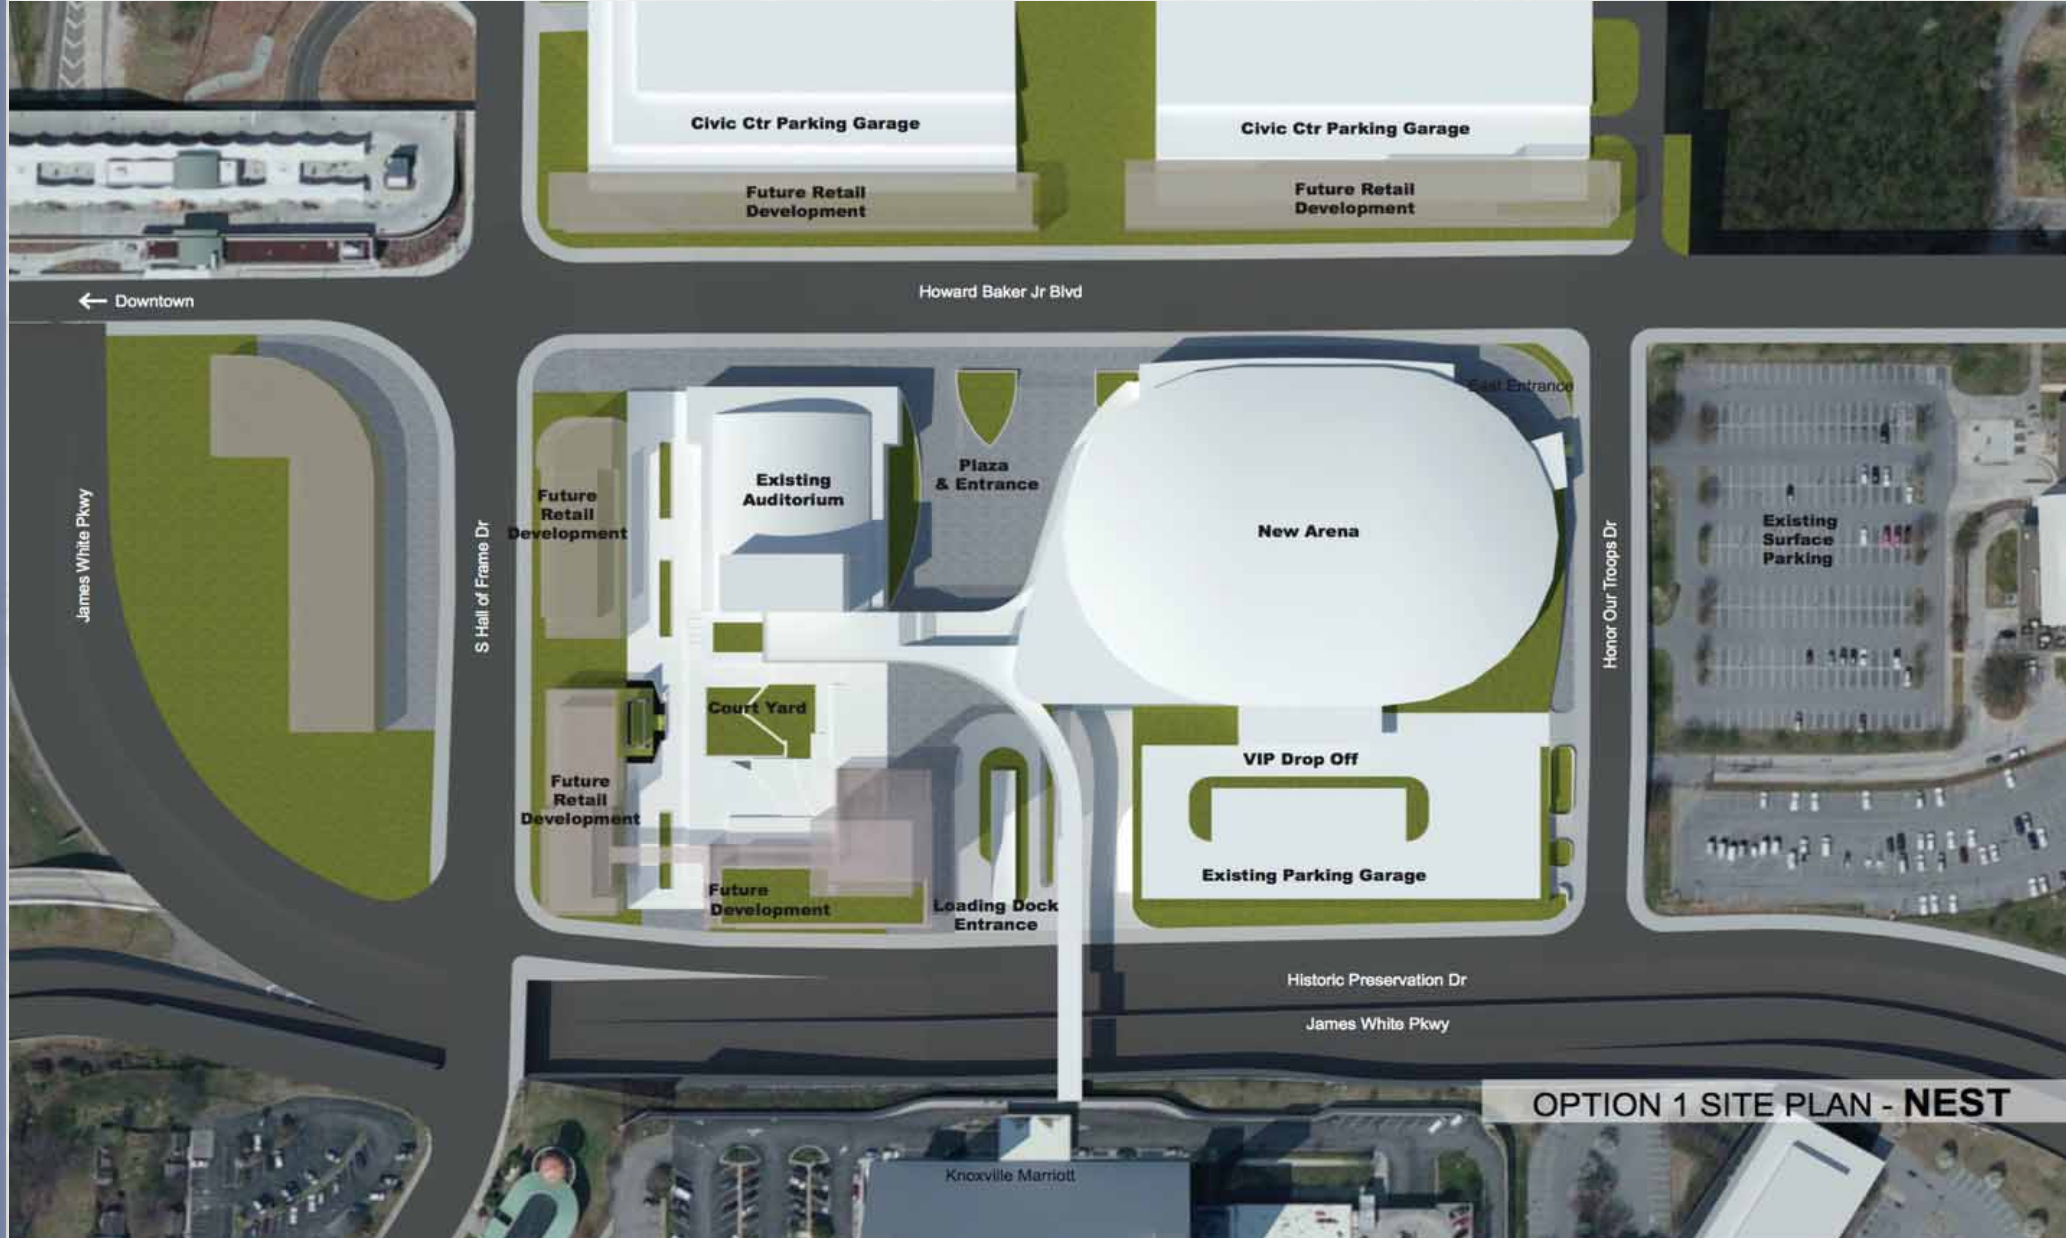 Civic Ctr Parking Garage
Civic Ctr Parking Garage
Future Retail
Development
Future Retail
Development
Downtown
Howard Baker Jr Blvd
East Entrance
Plaza
& Entrance
Existing
Auditorium
Future
Retail
Development
New Arena
Existing
Surface
Parking
James White Pkwy
S Hall of Frame Dr
Honor Our Troops Dr
Court Yard
VIP Drop Off
Future
Retail
Development
Existing Parking Garage
Future
Development
Loading Dock
Entrance
Historic Preservation Dr
James White Pkwy
OPTION 1 SITE PLAN - NEST
Knoxville Marriott